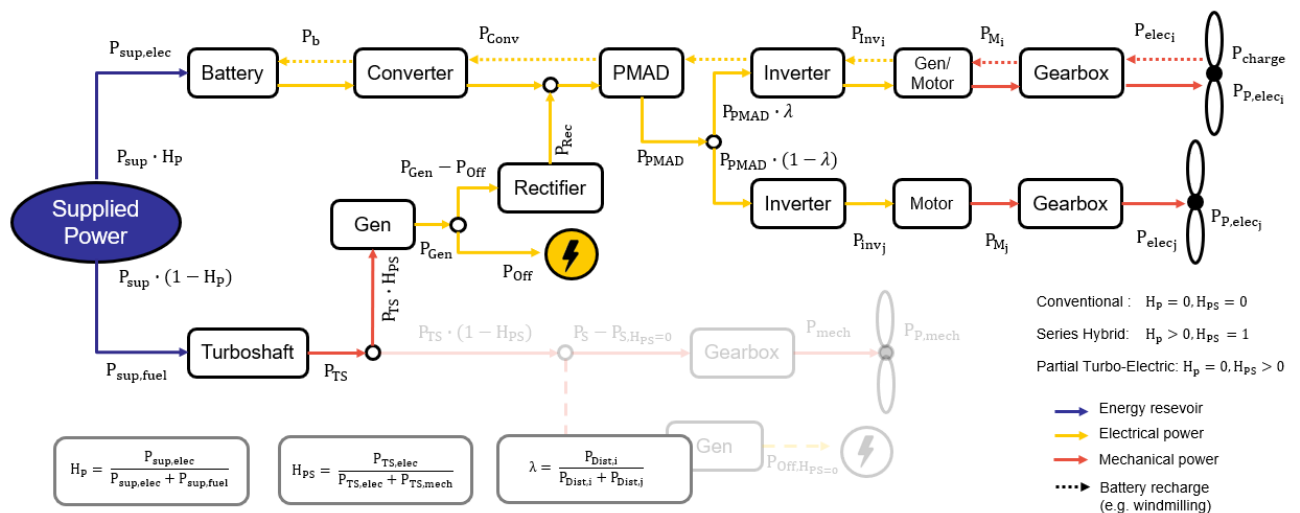 P_sup,elec
P_b
P_Conv
P_Inv_i
P_M_i
P_elec_i
P_charge
Battery
Converter
PMAD
Inverter
Gen/
Motor
Gearbox
P_P,elec_i
P_PMAD · λ
P_Rec
P_PMAD
P_PMAD · (1 − λ)
P_sup · H_P
P_Gen − P_Off
Rectifier
Inverter
Motor
Gearbox
Supplied
Power
Gen
P_Gen
P_Off
P_inv_j
P_M_j
P_elec_j
P_P,elec_j
P_sup · (1 − H_P)
P_TS · H_PS
Conventional : H_P = 0, H_PS = 0
Series Hybrid: H_p > 0, H_PS = 1
Partial Turbo-Electric: H_p = 0, H_PS > 0
P_TS · (1 − H_PS)
P_S − P_S,H_PS=0
P_mech
P_P,mech
Turboshaft
Gearbox
P_sup,fuel
P_TS
Energy resevoir
Electrical power
Mechanical power
Battery recharge
(e.g. windmilling)
H_P = P_sup,elec / (P_sup,elec + P_sup,fuel)
H_PS = P_TS,elec / (P_TS,elec + P_TS,mech)
λ = P_Dist,i / (P_Dist,i + P_Dist,j)
Gen
P_Off,H_PS=0